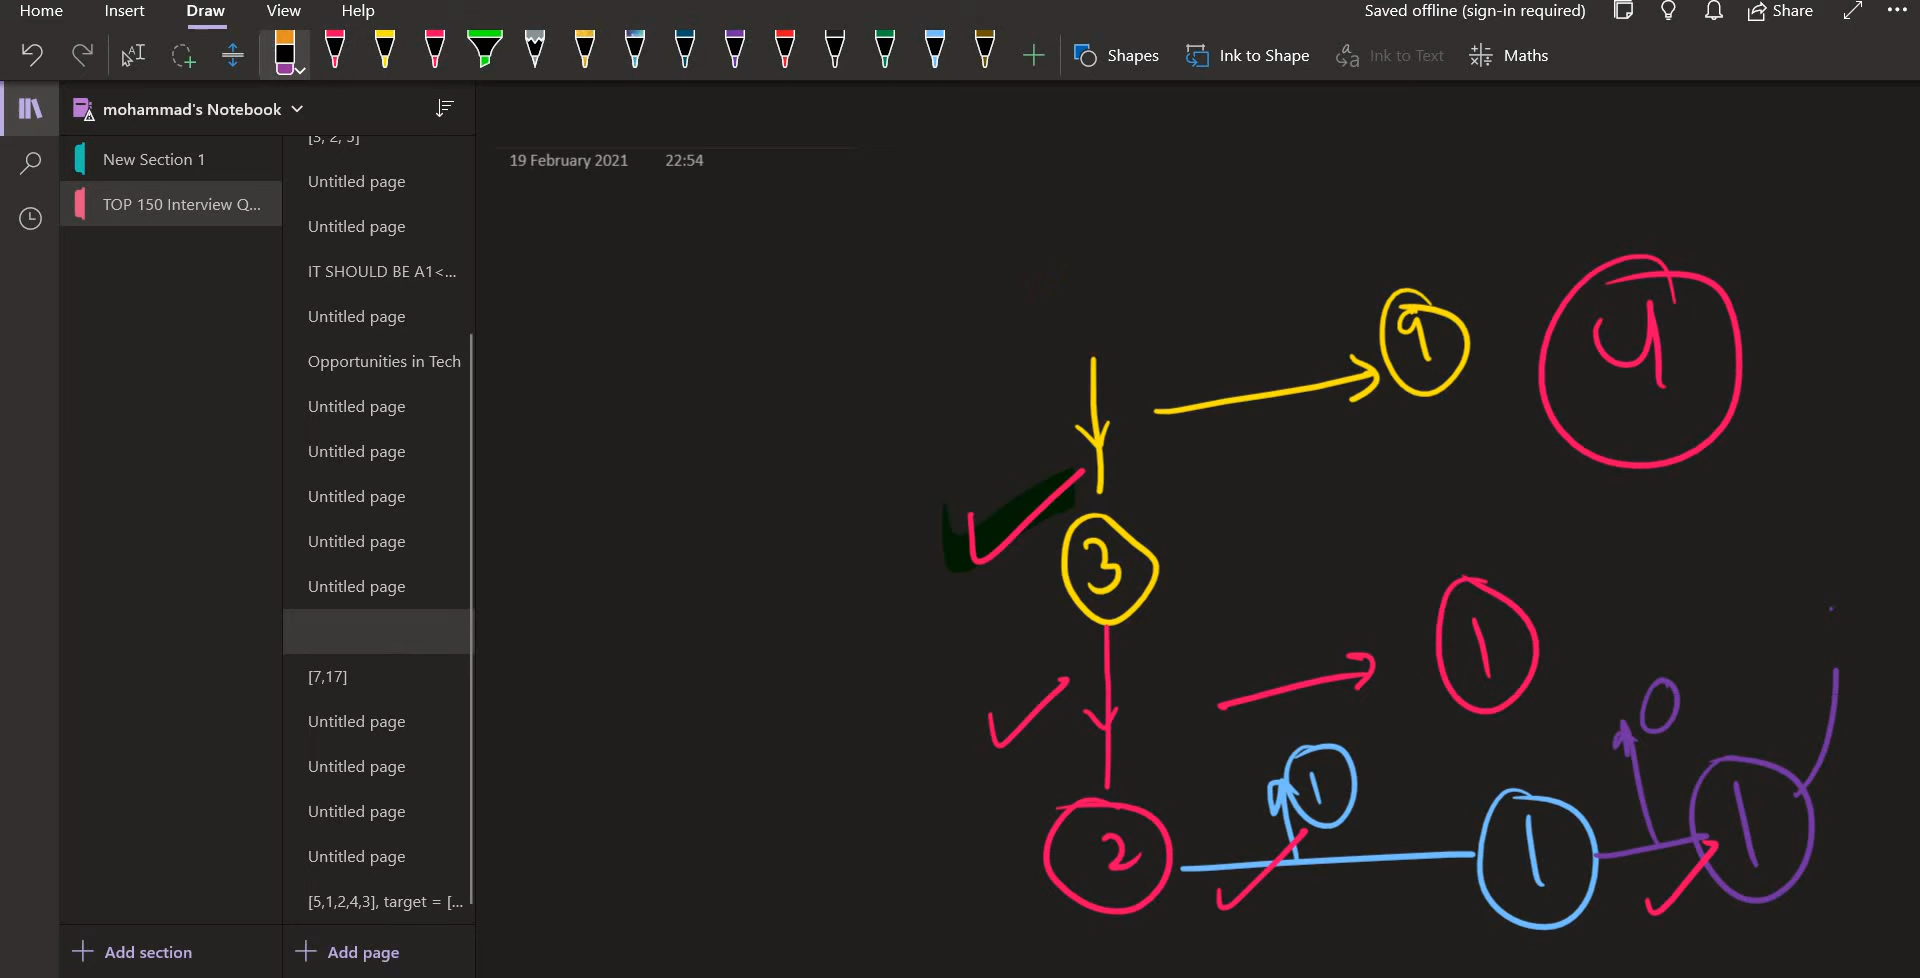 Home Insert Draw View Help Saved offline (sign-in required) Share
Shapes Ink to Shape Ink to Text Maths
mohammad's Notebook
New Section 1
TOP 150 Interview Q...
[3, 2, 5]
Untitled page
Untitled page
IT SHOULD BE A1<...
Untitled page
Opportunities in Tech
Untitled page
Untitled page
Untitled page
Untitled page
Untitled page
[7,17]
Untitled page
Untitled page
Untitled page
Untitled page
[5,1,2,4,3], target = [...
Add section
Add page
19 February 2021 22:54
9
4
3
1
0
1
2
1
1